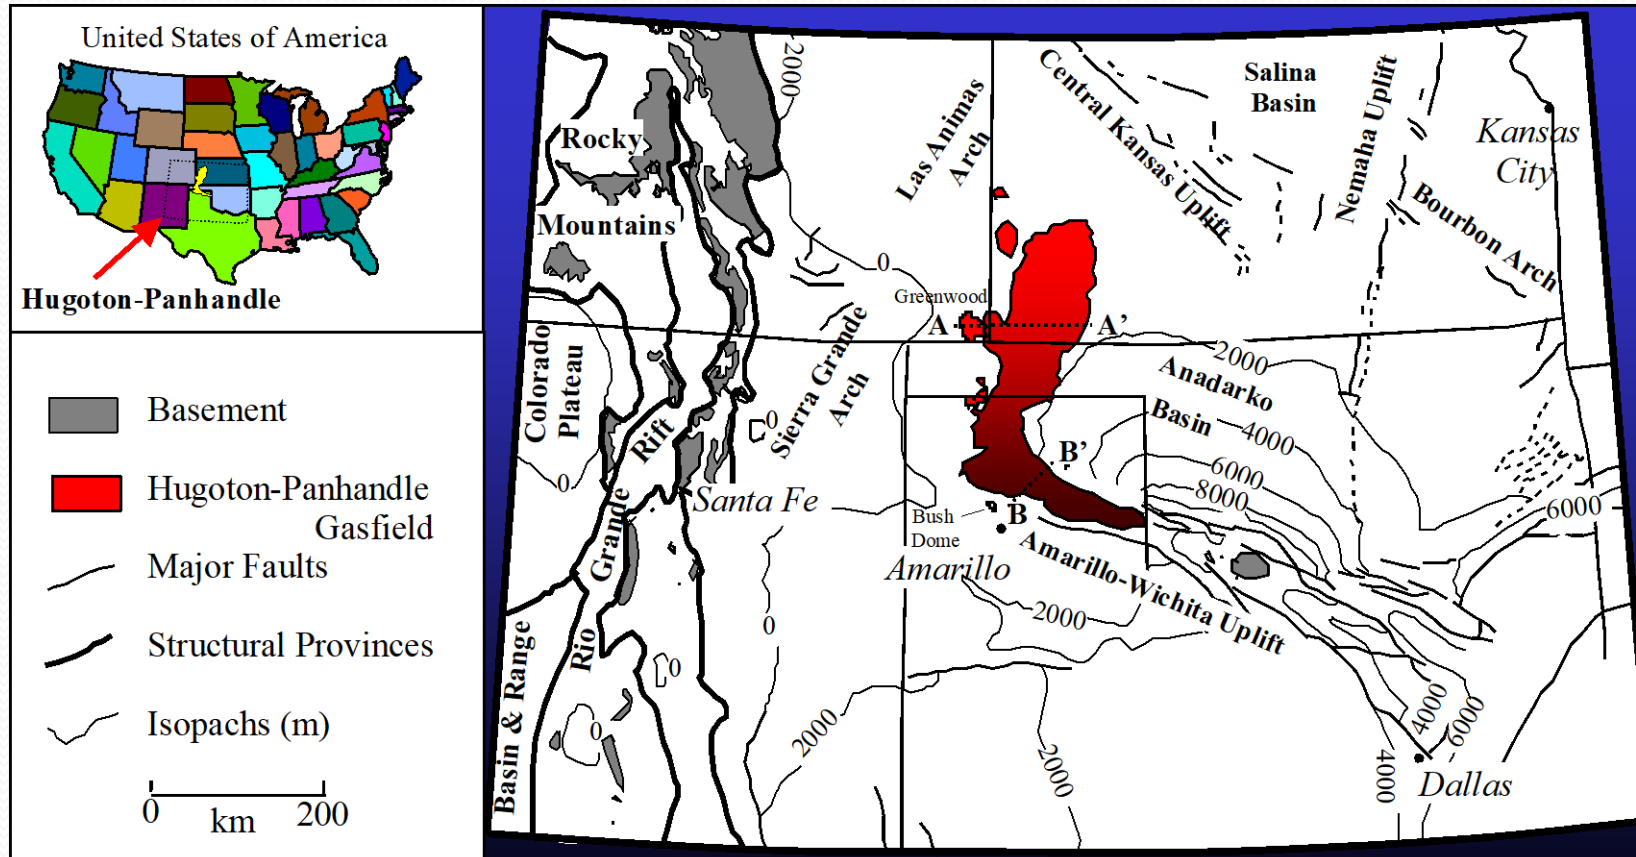 United States of America
Hugoton-Panhandle
Basement
Hugoton-Panhandle
Gasfield
Major Faults
Structural Provinces
Isopachs (m)
0
km
200
2000
Rocky
Mountains
Las Animas
Arch
Central Kansas Uplift
Salina
Basin
Nemaha Uplift
Kansas
City
Bourbon Arch
0
Greenwood
A
A’
Colorado
Plateau
Rift
Sierra Grande
Arch
0
2000
Anadarko
Basin
4000
B’
6000
8000
6000
0
Santa Fe
Grande
Bush
Dome
B
Amarillo
Amarillo-Wichita Uplift
2000
0
Rio
0
Basin & Range
0
2000
2000
4000
4000
6000
Dallas